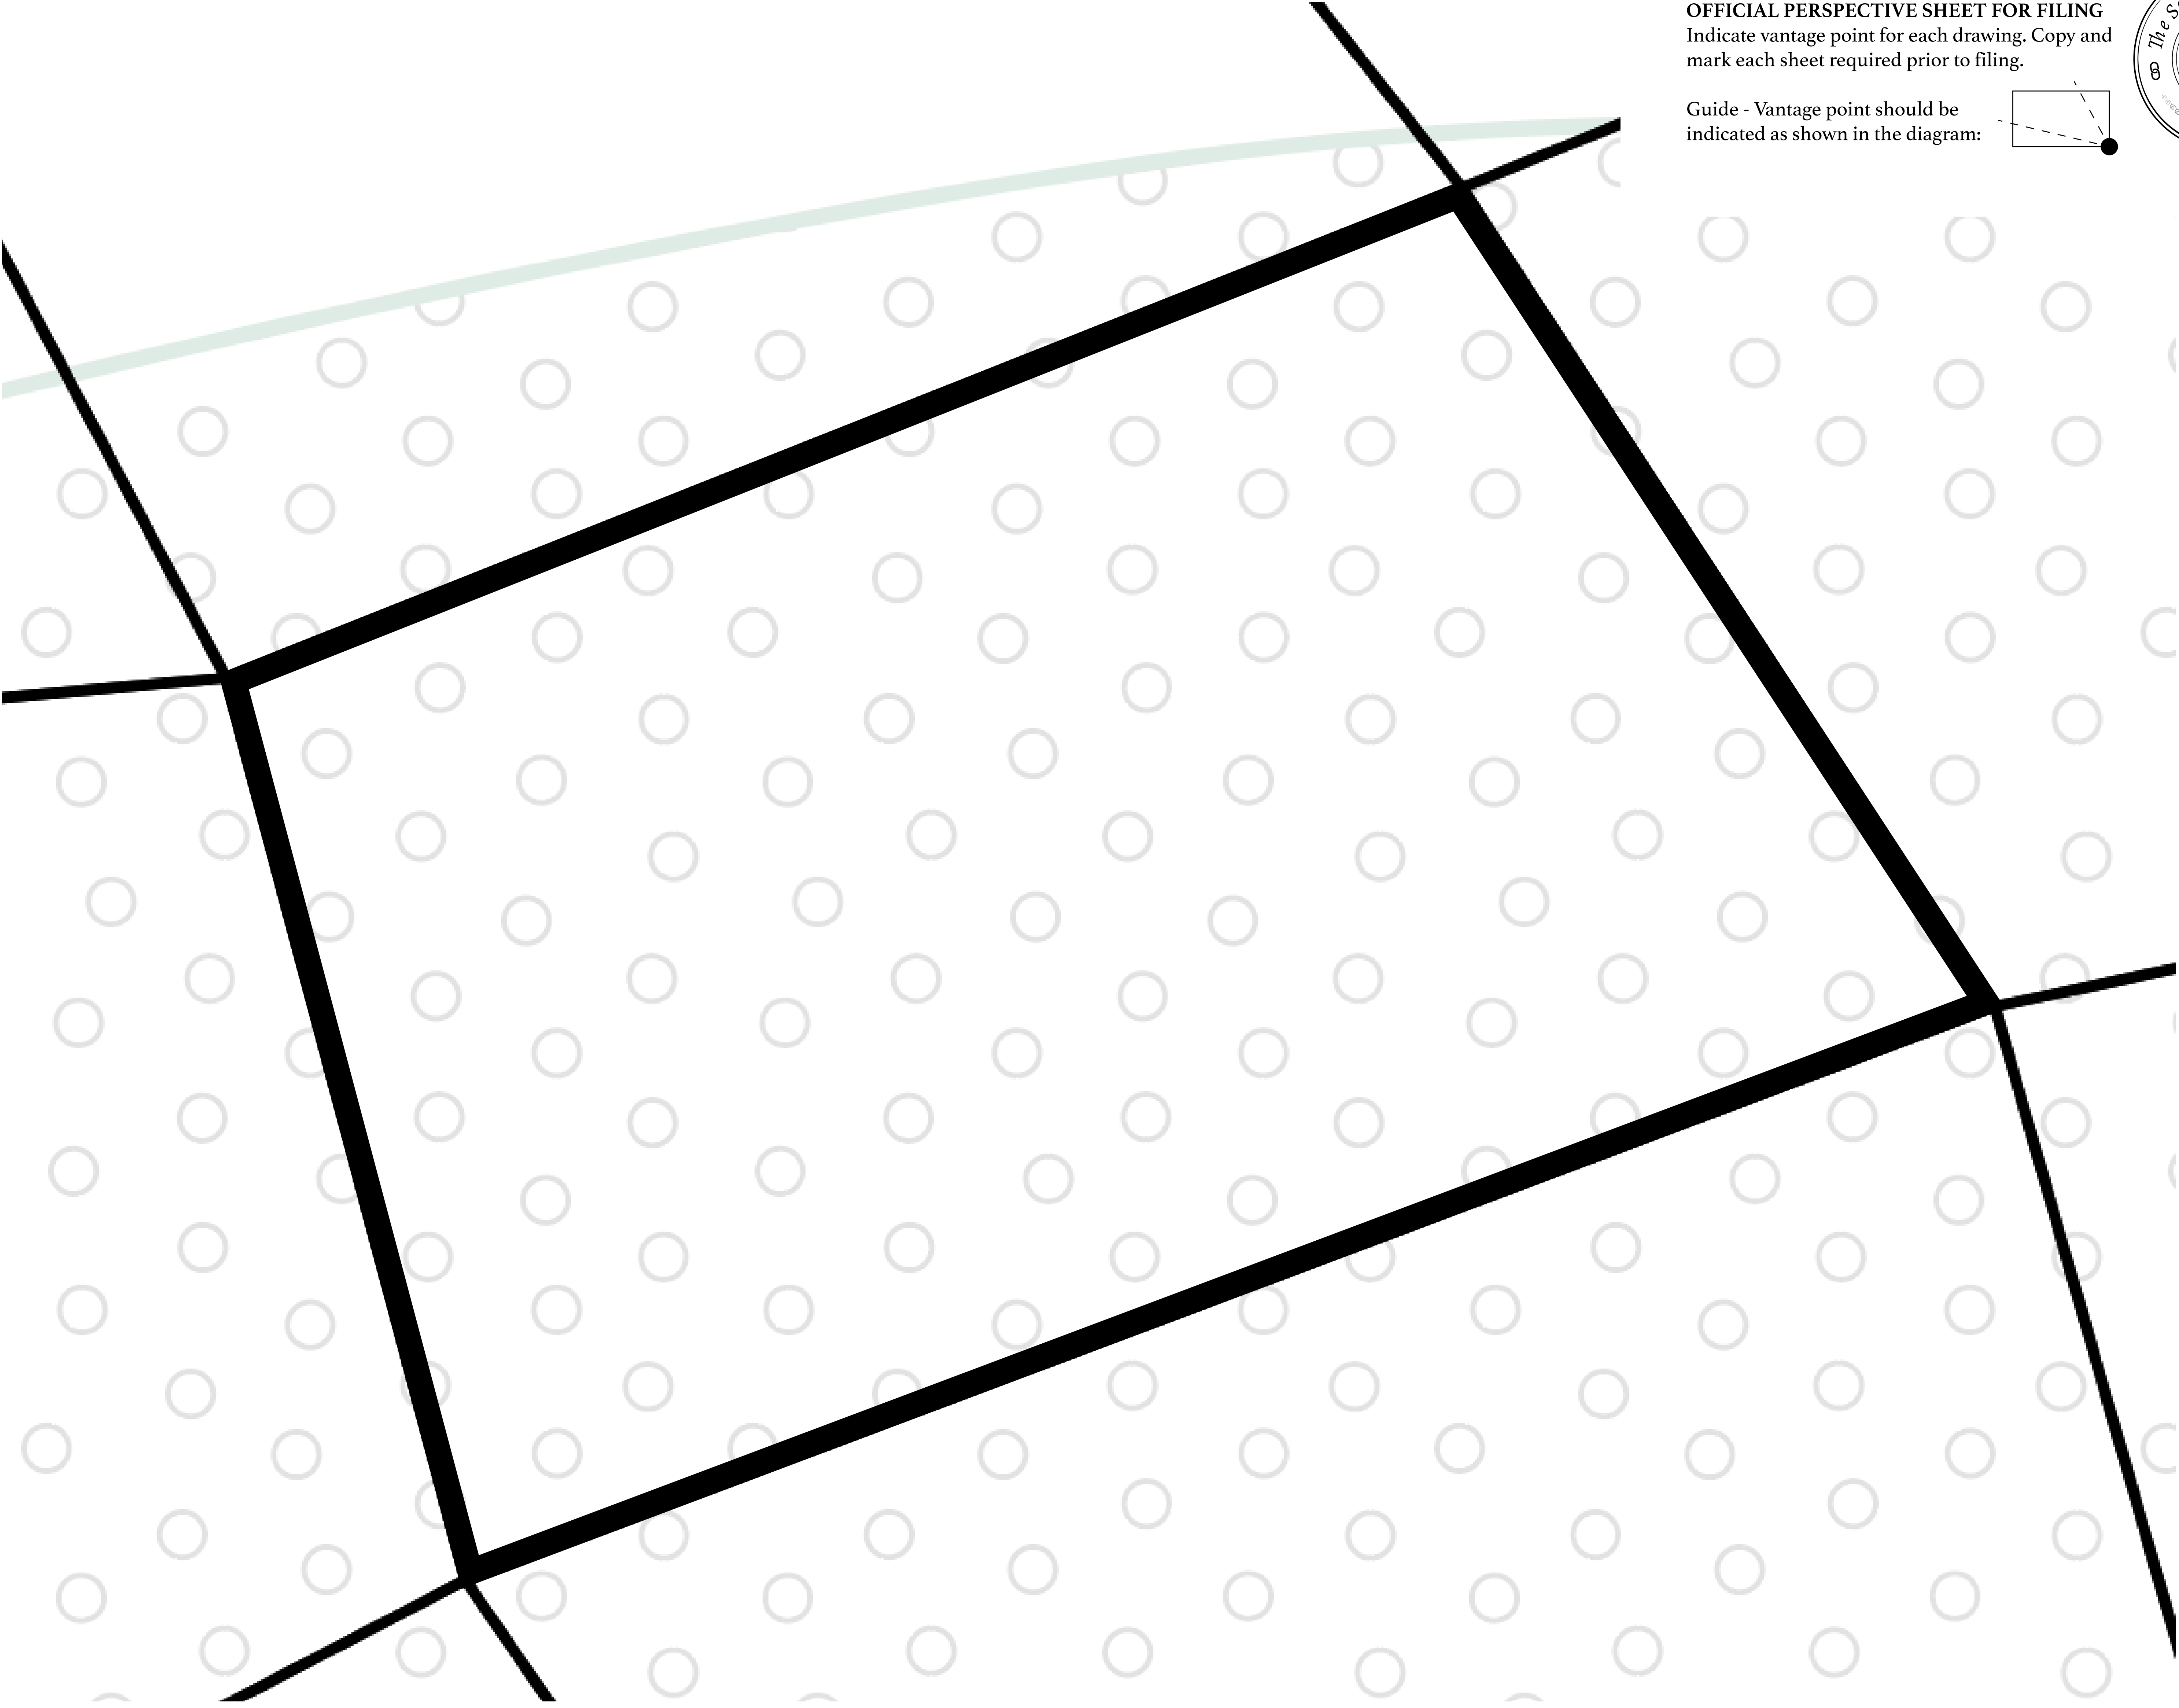 OFFICIAL PERSPECTIVE SHEET FOR FILING
Indicate vantage point for each drawing. Copy and
mark each sheet required prior to filing.
Guide - Vantage point should be
indicated as shown in the diagram:
The